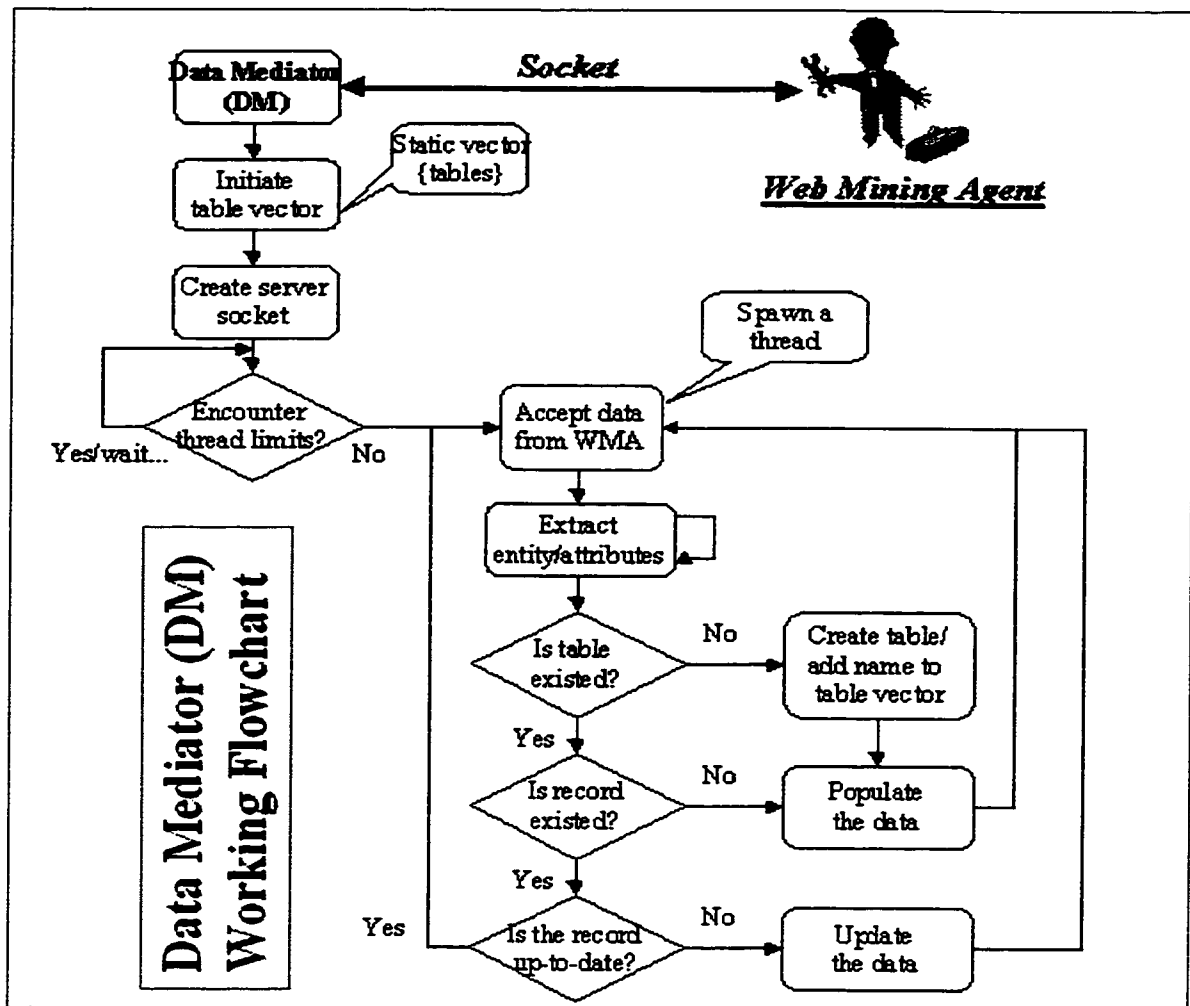 Data Mediator
(DM)
Socket
Web Mining Agent
Static vector
{tables}
Initiate
table vector
Create server
socket
Spawn a
thread
Encounter
thread limits?
Yes/wait...
No
Accept data
from WMA
Extract
entity/attributes
Is table
existed?
No
Create table/
add name to
table vector
Yes
Is record
existed?
No
Populate
the data
Yes
Yes
Is the record
up-to-date?
No
Update
the data
Data Mediator (DM)
Working Flowchart